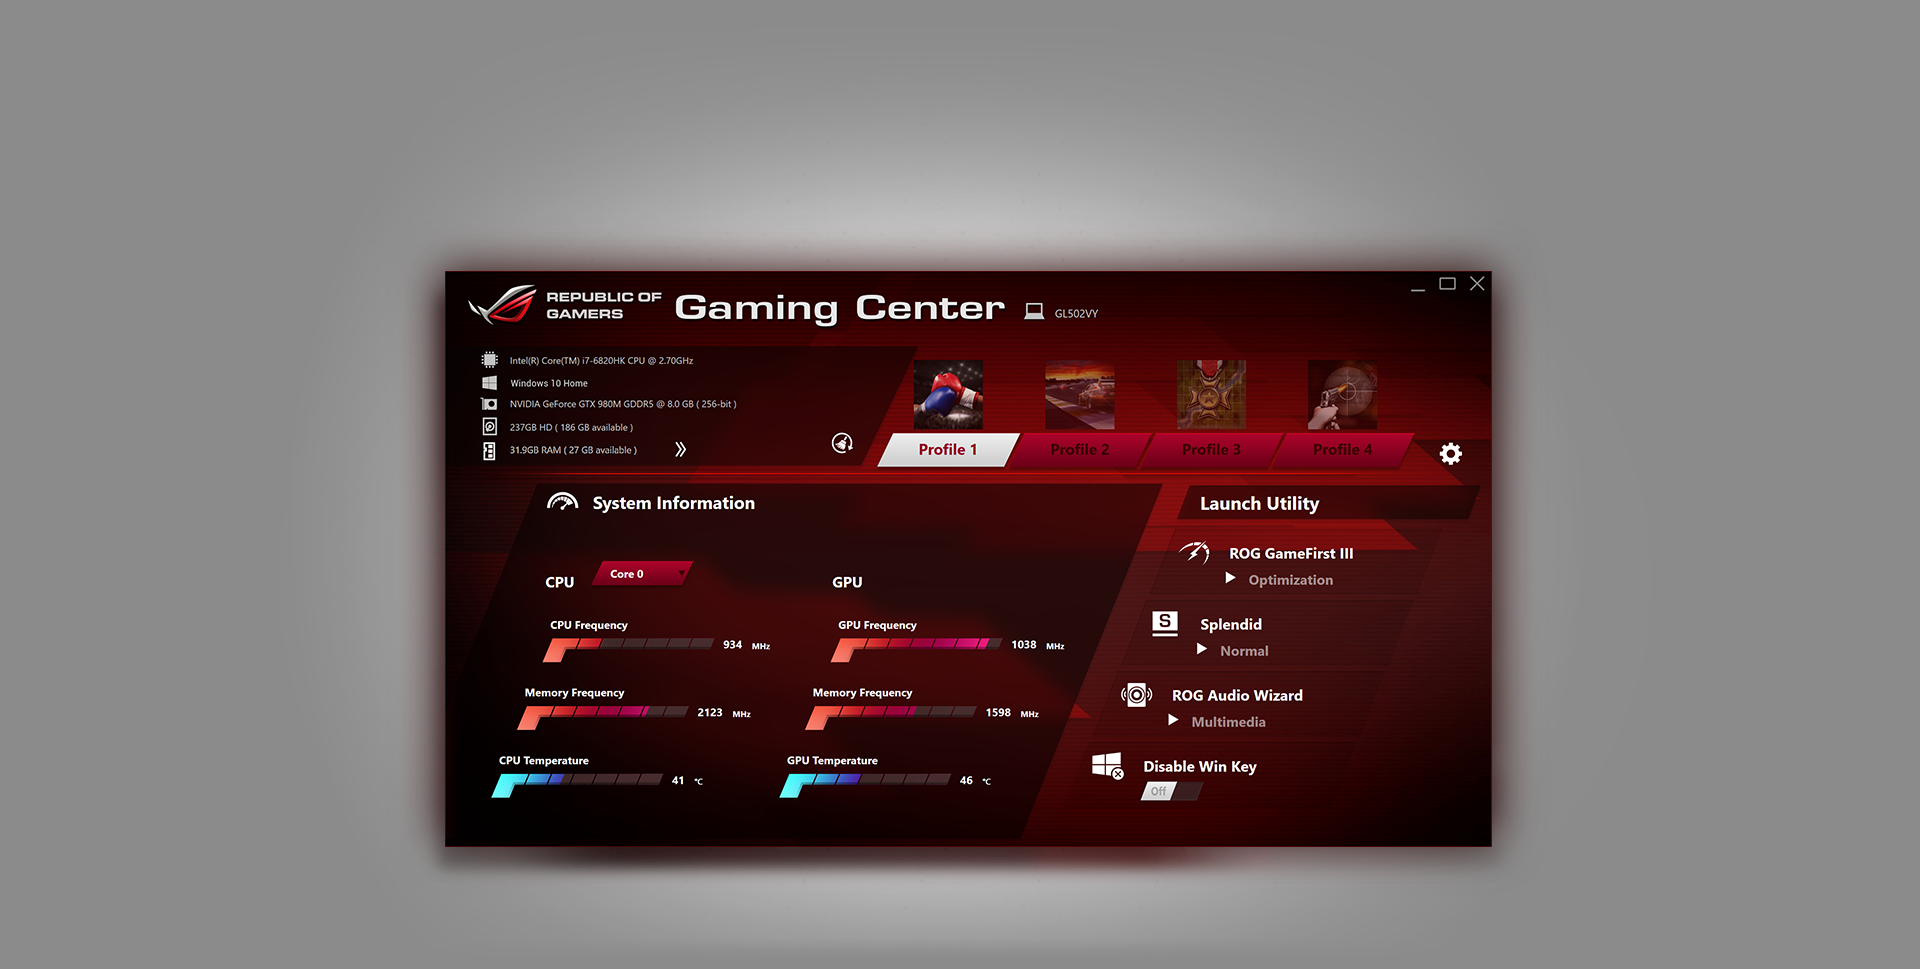 REPUBLIC OF
GAMERS
Gaming Center
GL502VY
Intel(R) Core(TM) i7-6820HK CPU @ 2.70GHz
Windows 10 Home
NVIDIA GeForce GTX 980M GDDR5 @ 8.0 GB ( 256-bit )
237GB HD ( 186 GB available )
31.9GB RAM ( 27 GB available )
Profile 1
Profile 2
Profile 3
Profile 4
System Information
CPU
Core 0
GPU
CPU Frequency
934 MHz
GPU Frequency
1038 MHz
Memory Frequency
2123 MHz
Memory Frequency
1598 MHz
CPU Temperature
41 °C
GPU Temperature
46 °C
Launch Utility
ROG GameFirst III
Optimization
S
Splendid
Normal
ROG Audio Wizard
Multimedia
Disable Win Key
Off